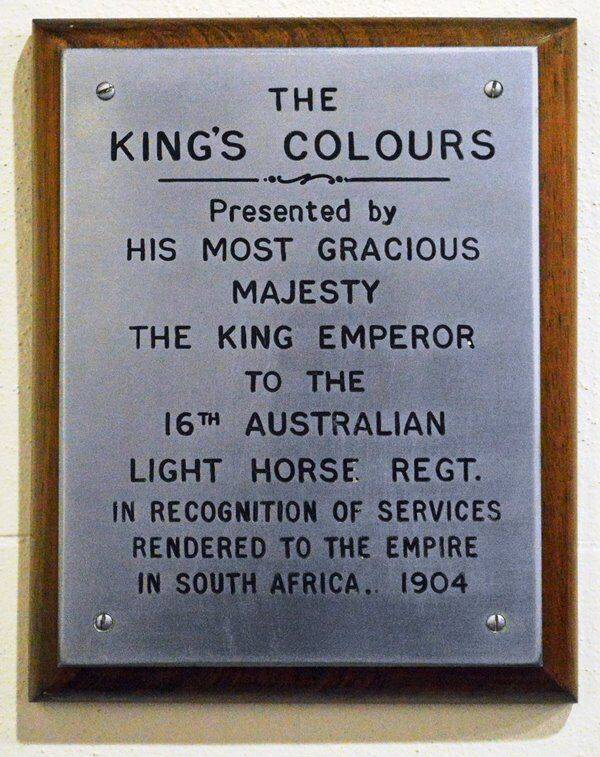 THE
KING'S COLOURS
Presented by
HIS MOST GRACIOUS
MAJESTY
THE KING EMPEROR
TO THE
16TH AUSTRALIAN
LIGHT HORSE REGT.
IN RECOGNITION OF SERVICES
RENDERED TO THE EMPIRE
IN SOUTH AFRICA.. 1904